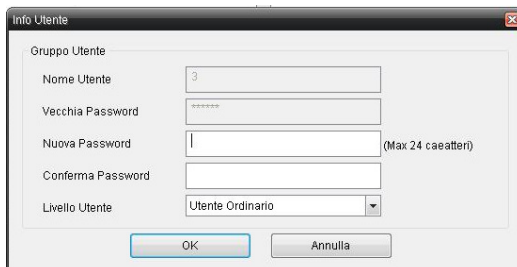 Info Utente
Gruppo Utente
Nome Utente
3
Vecchia Password
******
Nuova Password
(Max 24 caeatteri)
Conferma Password
Livello Utente
Utente Ordinario
OK
Annulla